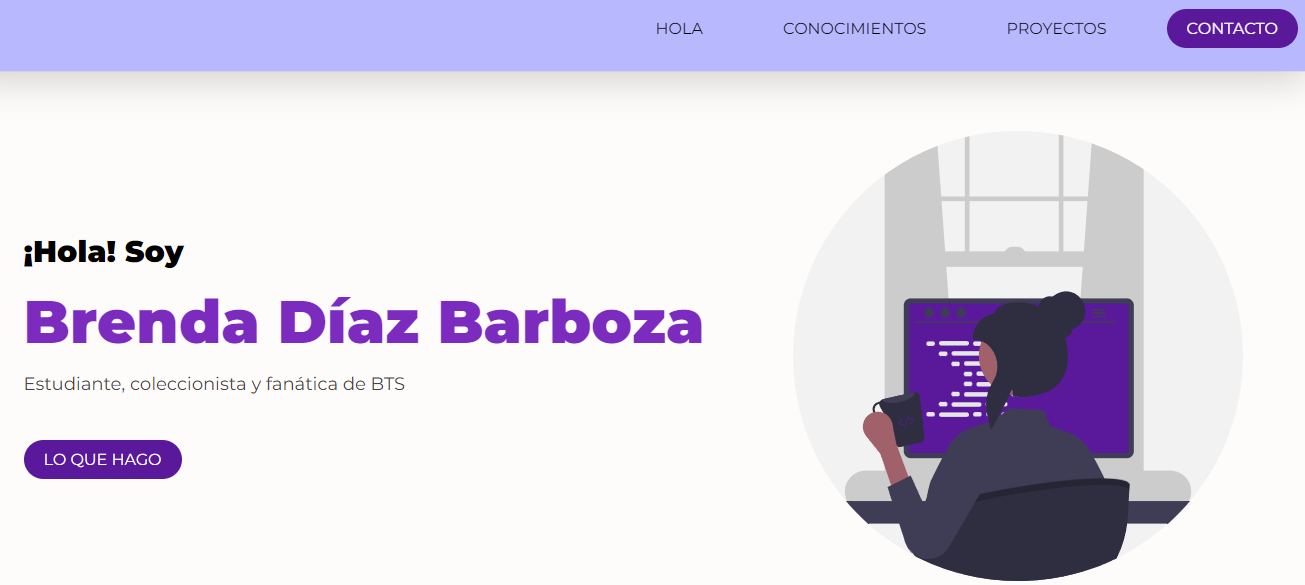 HOLA CONOCIMIENTOS PROYECTOS CONTACTO
¡Hola! Soy
Brenda Díaz Barboza
Estudiante, coleccionista y fanática de BTS
LO QUE HAGO
</>